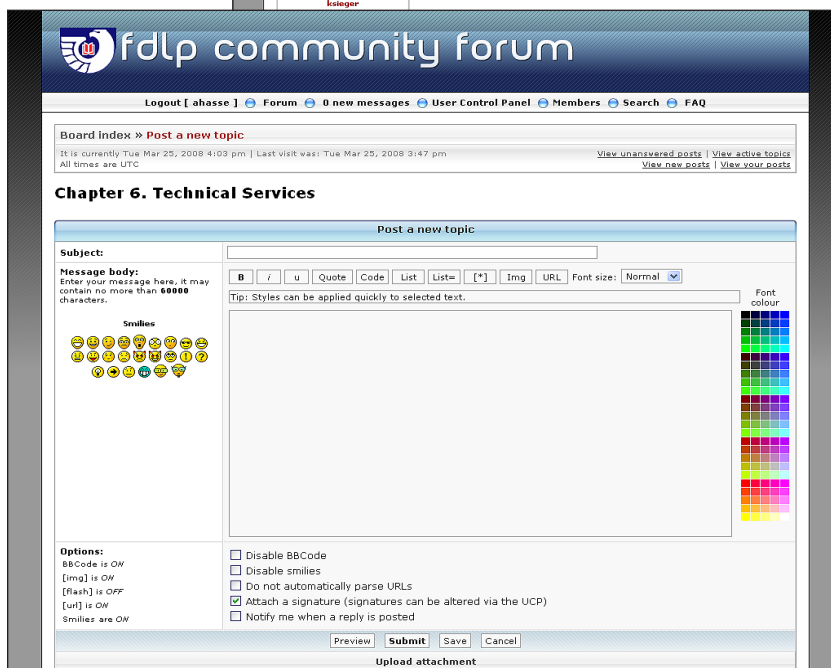 ksieger
fdlp community forum
Logout [ ahasse ] Forum 0 new messages User Control Panel Members Search FAQ
Board index » Post a new topic
It is currently Tue Mar 25, 2008 4:03 pm | Last visit was: Tue Mar 25, 2008 3:47 pm
All times are UTC
View unanswered posts | View active topics
View new posts | View your posts
Chapter 6. Technical Services
Post a new topic
Subject:
Message body:
Enter your message here, it may
contain no more than 60000
characters.
Smilies
B i u Quote Code List List= [*] Img URL Font size: Normal
Tip: Styles can be applied quickly to selected text.
Font
colour
Options:
BBCode is ON
[img] is ON
[flash] is OFF
[url] is ON
Smilies are ON
Disable BBCode
Disable smilies
Do not automatically parse URLs
Attach a signature (signatures can be altered via the UCP)
Notify me when a reply is posted
Preview Submit Save Cancel
Upload attachment